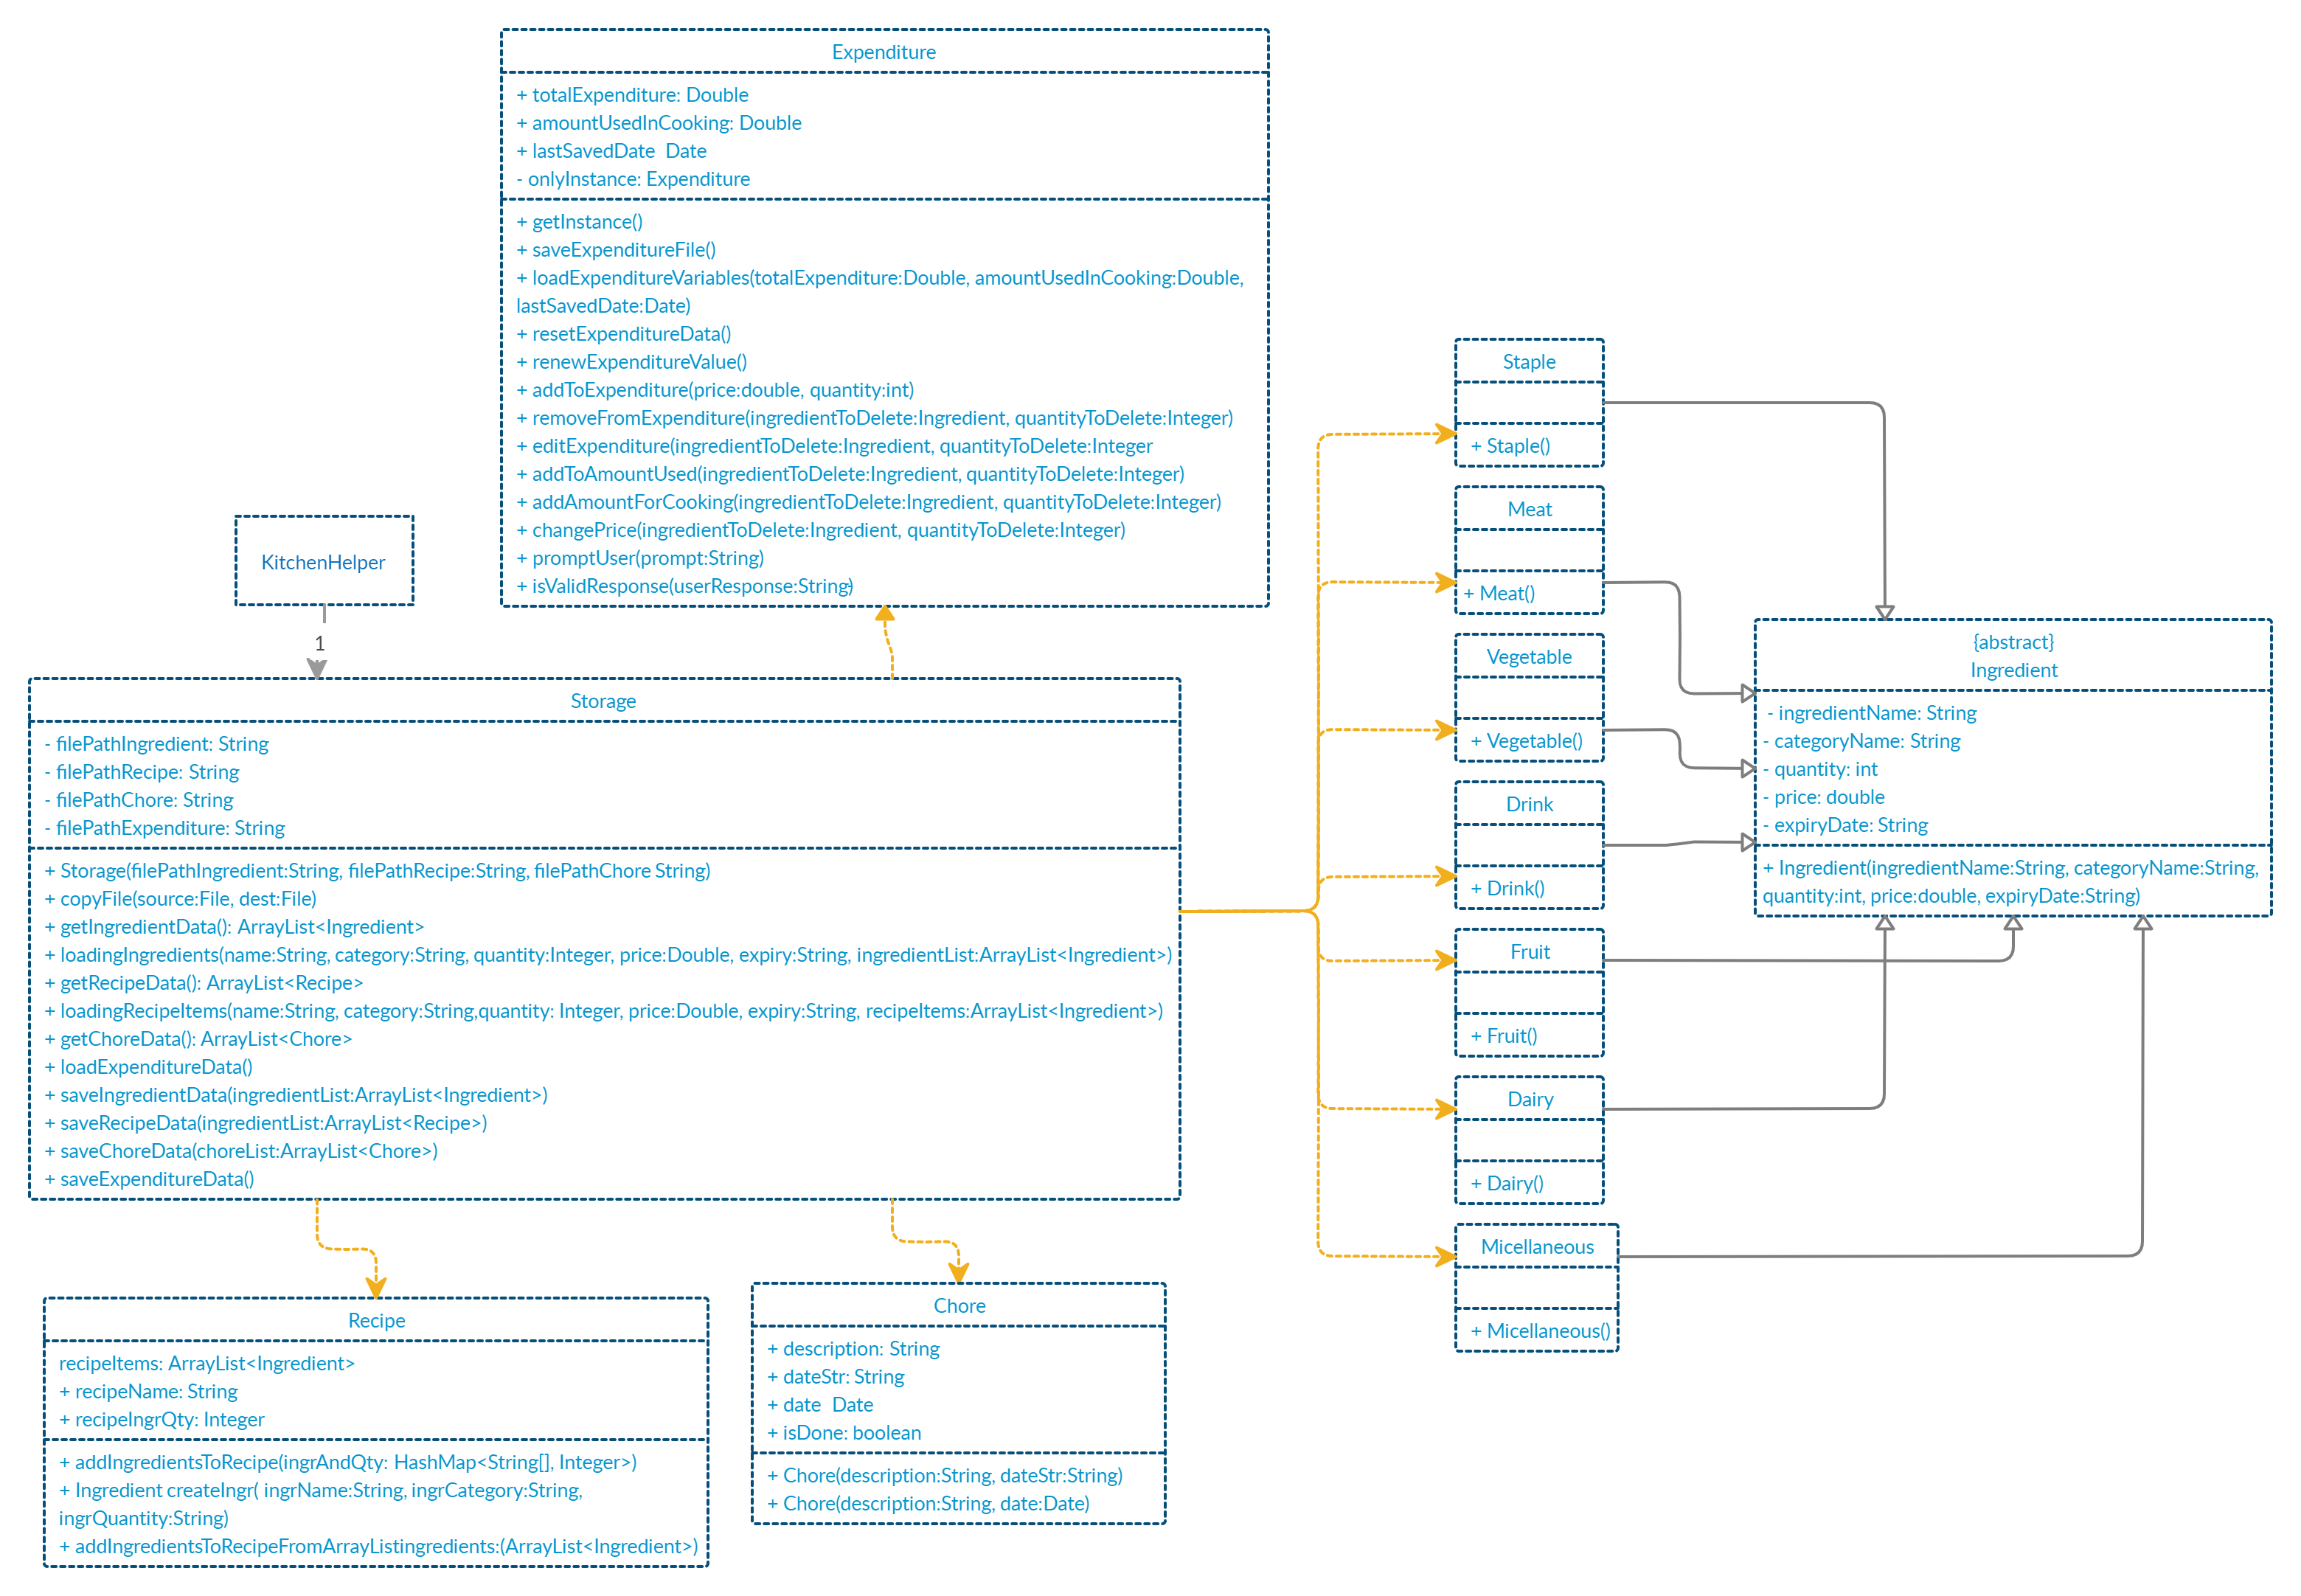 Expenditure
+ totalExpenditure: Double
+ amountUsedInCooking: Double
+ lastSavedDate  Date
- onlyInstance: Expenditure
+ getInstance()
+ saveExpenditureFile()
+ loadExpenditureVariables(totalExpenditure:Double, amountUsedInCooking:Double,
lastSavedDate:Date)
+ resetExpenditureData()
+ renewExpenditureValue()
+ addToExpenditure(price:double, quantity:int)
+ removeFromExpenditure(ingredientToDelete:Ingredient, quantityToDelete:Integer)
+ editExpenditure(ingredientToDelete:Ingredient, quantityToDelete:Integer
+ addToAmountUsed(ingredientToDelete:Ingredient, quantityToDelete:Integer)
+ addAmountForCooking(ingredientToDelete:Ingredient, quantityToDelete:Integer)
+ changePrice(ingredientToDelete:Ingredient, quantityToDelete:Integer)
+ promptUser(prompt:String)
+ isValidResponse(userResponse:String)
KitchenHelper
1
Storage
- filePathIngredient: String
- filePathRecipe: String
- filePathChore: String
- filePathExpenditure: String
+ Storage(filePathIngredient:String, filePathRecipe:String, filePathChore String)
+ copyFile(source:File, dest:File)
+ getIngredientData(): ArrayList<Ingredient>
+ loadingIngredients(name:String, category:String, quantity:Integer, price:Double, expiry:String, ingredientList:ArrayList<Ingredient>)
+ getRecipeData(): ArrayList<Recipe>
+ loadingRecipeItems(name:String, category:String,quantity: Integer, price:Double, expiry:String, recipeItems:ArrayList<Ingredient>)
+ getChoreData(): ArrayList<Chore>
+ loadExpenditureData()
+ saveIngredientData(ingredientList:ArrayList<Ingredient>)
+ saveRecipeData(ingredientList:ArrayList<Recipe>)
+ saveChoreData(choreList:ArrayList<Chore>)
+ saveExpenditureData()
Recipe
recipeItems: ArrayList<Ingredient>
+ recipeName: String
+ recipeIngrQty: Integer
+ addIngredientsToRecipe(ingrAndQty: HashMap<String[], Integer>)
+ Ingredient createIngr( ingrName:String, ingrCategory:String,
ingrQuantity:String)
+ addIngredientsToRecipeFromArrayListingredients:(ArrayList<Ingredient>)
Chore
+ description: String
+ dateStr: String
+ date  Date
+ isDone: boolean
+ Chore(description:String, dateStr:String)
+ Chore(description:String, date:Date)
Staple
+ Staple()
Meat
+ Meat()
Vegetable
+ Vegetable()
Drink
+ Drink()
Fruit
+ Fruit()
Dairy
+ Dairy()
Micellaneous
+ Micellaneous()
{abstract}
Ingredient
- ingredientName: String
- categoryName: String
- quantity: int
- price: double
- expiryDate: String
+ Ingredient(ingredientName:String, categoryName:String,
quantity:int, price:double, expiryDate:String)